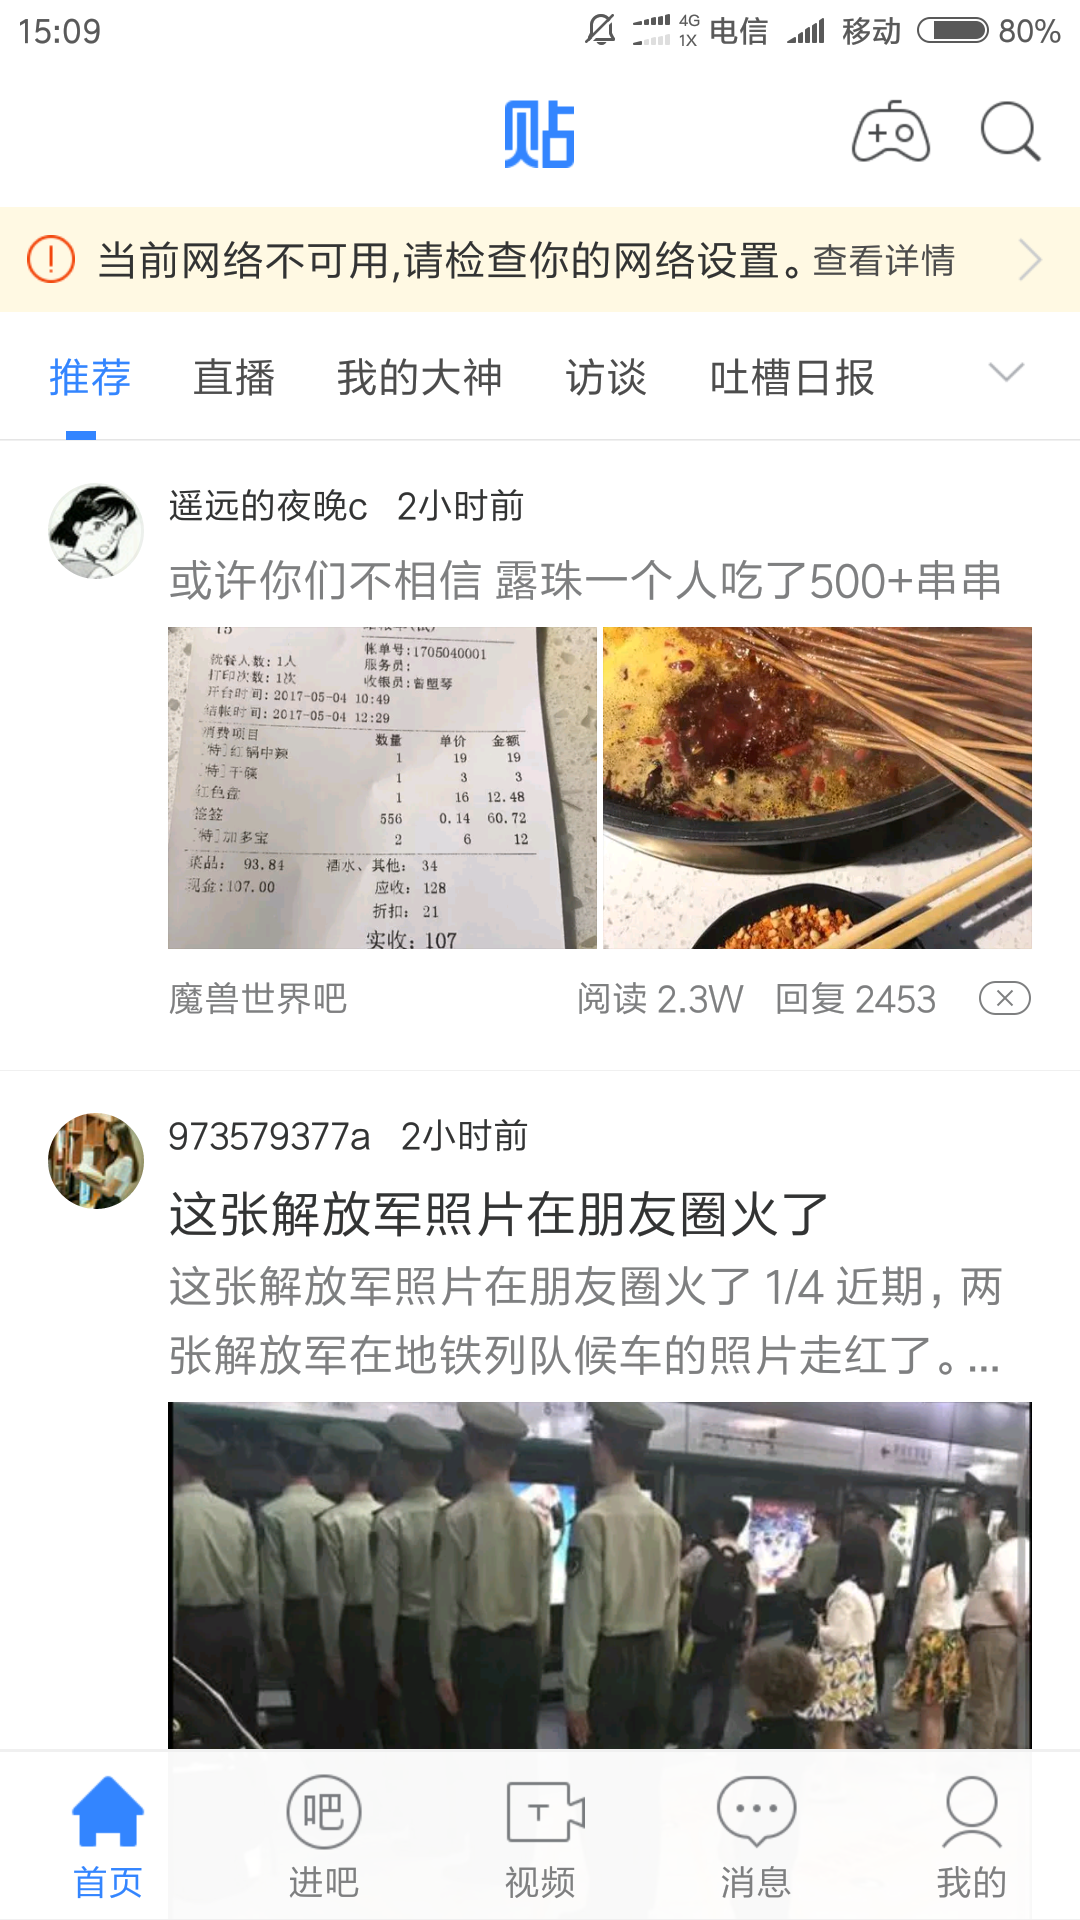 15:09
4G
1X
电信
移动
80%
贴
当前网络不可用,请检查你的网络设置。查看详情
推荐 直播 我的大神 访谈 吐槽日报
遥远的夜晚c 2小时前
或许你们不相信 露珠一个人吃了500+串串
15
帐单号:1705040001
就餐人数: 1人
服务员:
打印次数: 1次
开台时间: 2017-05-04 10:49
结帐时间: 2017-05-04 12:29
消费项目 数量 单价 金额
[特]红锅中辣 1 19 19
[特]干碟 1 3 3
红色盘 1 16 12.48
签签 556 0.14 60.72
[特]加多宝 2 6 12
菜品: 93.84 酒水、其他: 34
现金:107.00 应收: 128
折扣: 21
实收: 107
魔兽世界吧 阅读 2.3W 回复 2453
973579377a 2小时前
这张解放军照片在朋友圈火了
这张解放军照片在朋友圈火了 1/4 近期，两
张解放军在地铁列队候车的照片走红了。...
吧
T
首页 进吧 视频 消息 我的